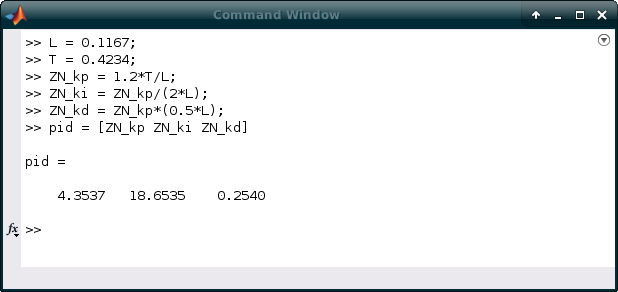 Command Window
>> L = 0.1167;
>> T = 0.4234;
>> ZN_kp = 1.2*T/L;
>> ZN_ki = ZN_kp/(2*L);
>> ZN_kd = ZN_kp*(0.5*L);
>> pid = [ZN_kp ZN_ki ZN_kd]
pid =
4.3537 18.6535 0.2540
fx >>